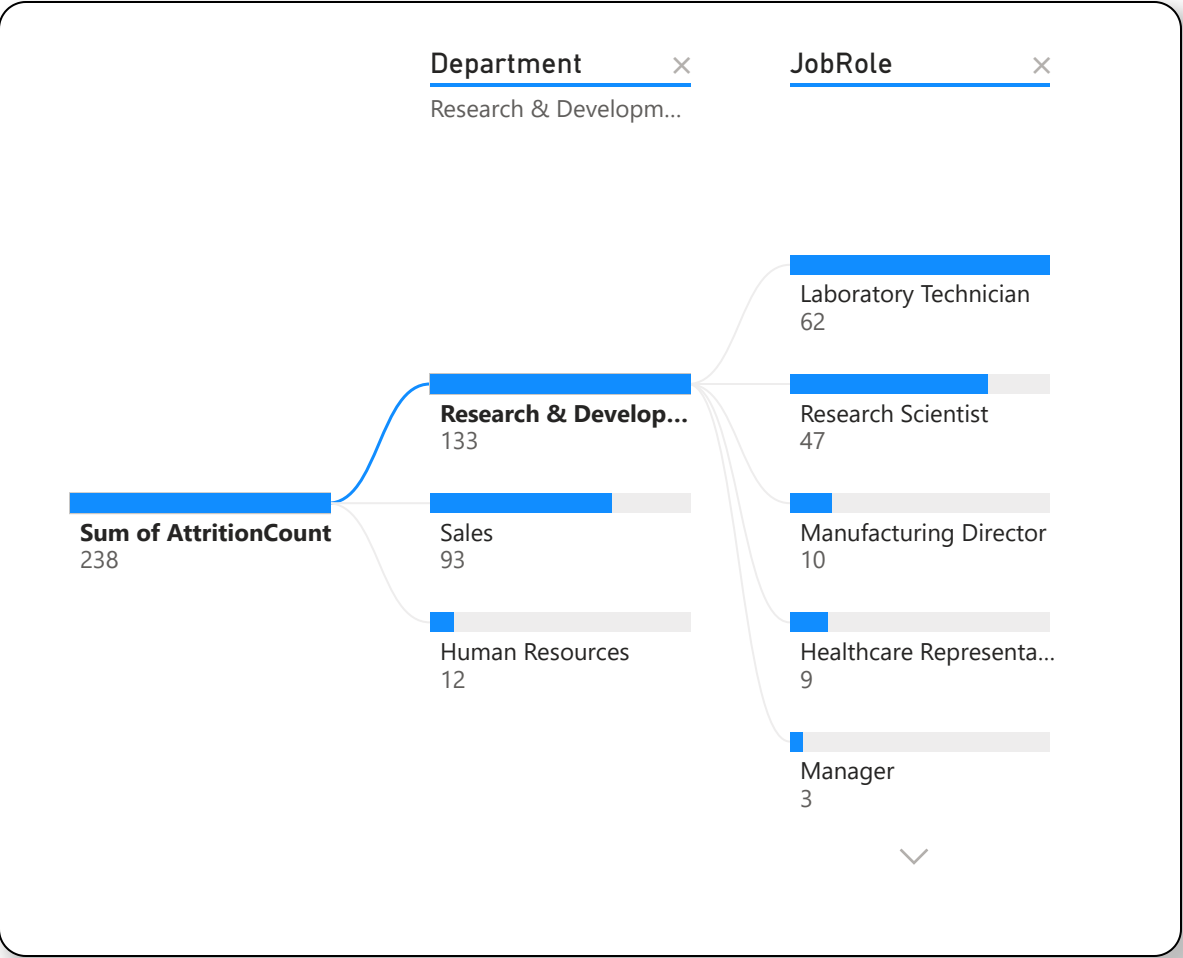 Department
JobRole
Research & Developm...
Laboratory Technician
62
Research & Develop...
133
Research Scientist
47
Sum of AttritionCount
238
Sales
93
Manufacturing Director
10
Human Resources
12
Healthcare Representa...
9
Manager
3